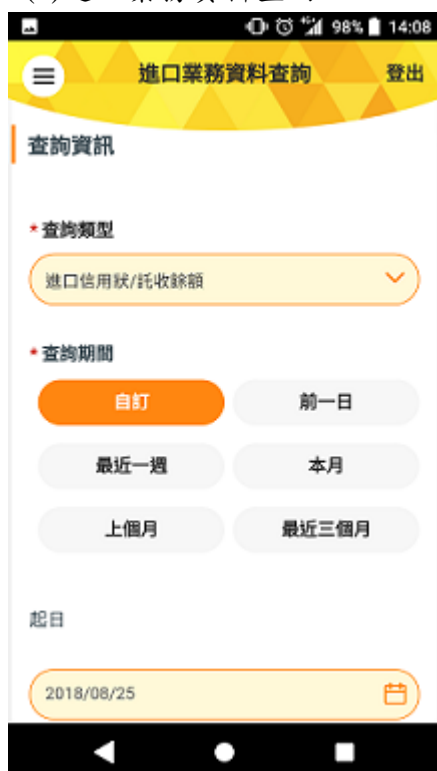 98% 14:08
進口業務資料查詢 登出
查詢資訊
*查詢類型
進口信用狀/託收餘額
*查詢期間
自訂 前一日
最近一週 本月
上個月 最近三個月
起日
2018/08/25